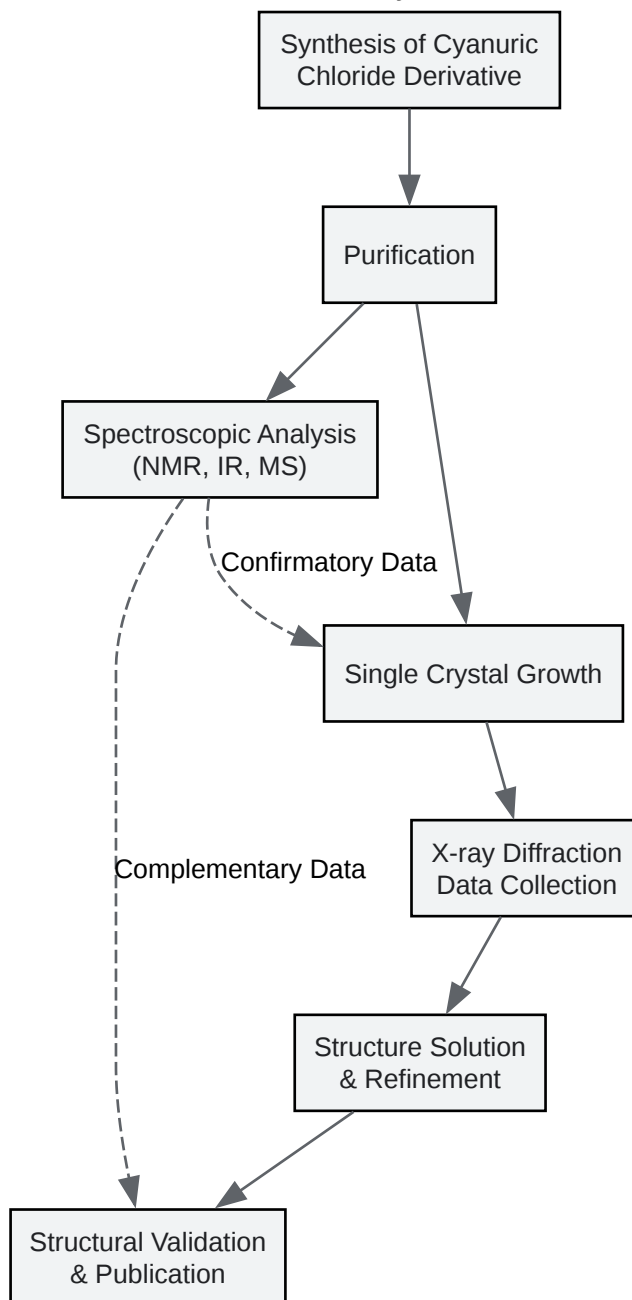 Synthesis of Cyanuric
Chloride Derivative
Purification
Spectroscopic Analysis
(NMR, IR, MS)
Confirmatory Data
Single Crystal Growth
X-ray Diffraction
Data Collection
Complementary Data
Structure Solution
& Refinement
Structural Validation
& Publication